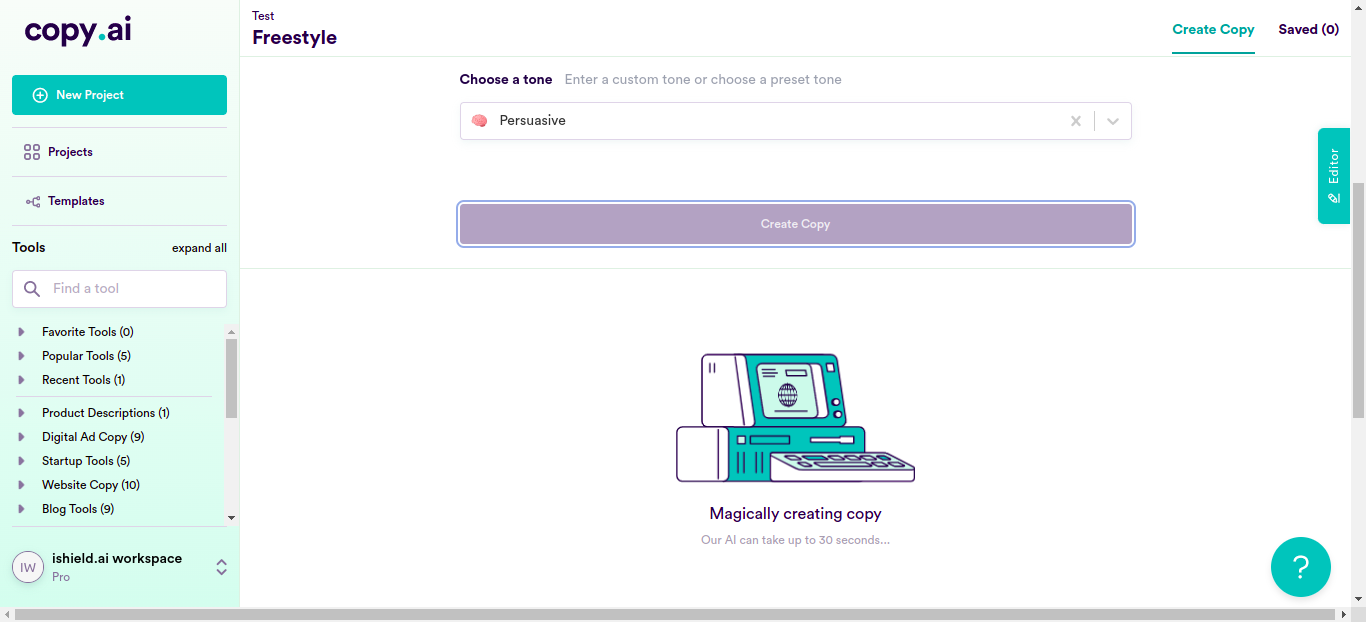 copy.ai
New Project
Projects
Templates
Tools expand all
Find a tool
Favorite Tools (0)
Popular Tools (5)
Recent Tools (1)
Product Descriptions (1)
Digital Ad Copy (9)
Startup Tools (5)
Website Copy (10)
Blog Tools (9)
IW
ishield.ai workspace
Pro
Test
Freestyle
Create Copy Saved (0)
Choose a tone Enter a custom tone or choose a preset tone
Persuasive
Create Copy
Editor
Magically creating copy
Our AI can take up to 30 seconds...
?